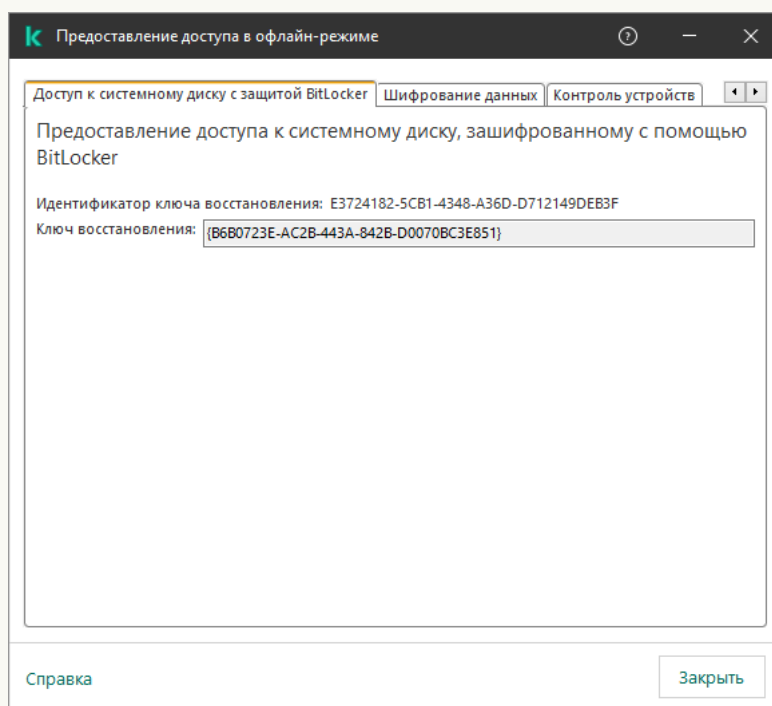 Предоставление доступа в офлайн-режиме
Доступ к системному диску с защитой BitLocker Шифрование данных Контроль устройств
Предоставление доступа к системному диску, зашифрованному с помощью
BitLocker
Идентификатор ключа восстановления: E3724182-5CB1-4348-A36D-D712149DEB3F
Ключ восстановления: {B6B0723E-AC2B-443A-842B-D0070BC3E851}
Справка Закрыть